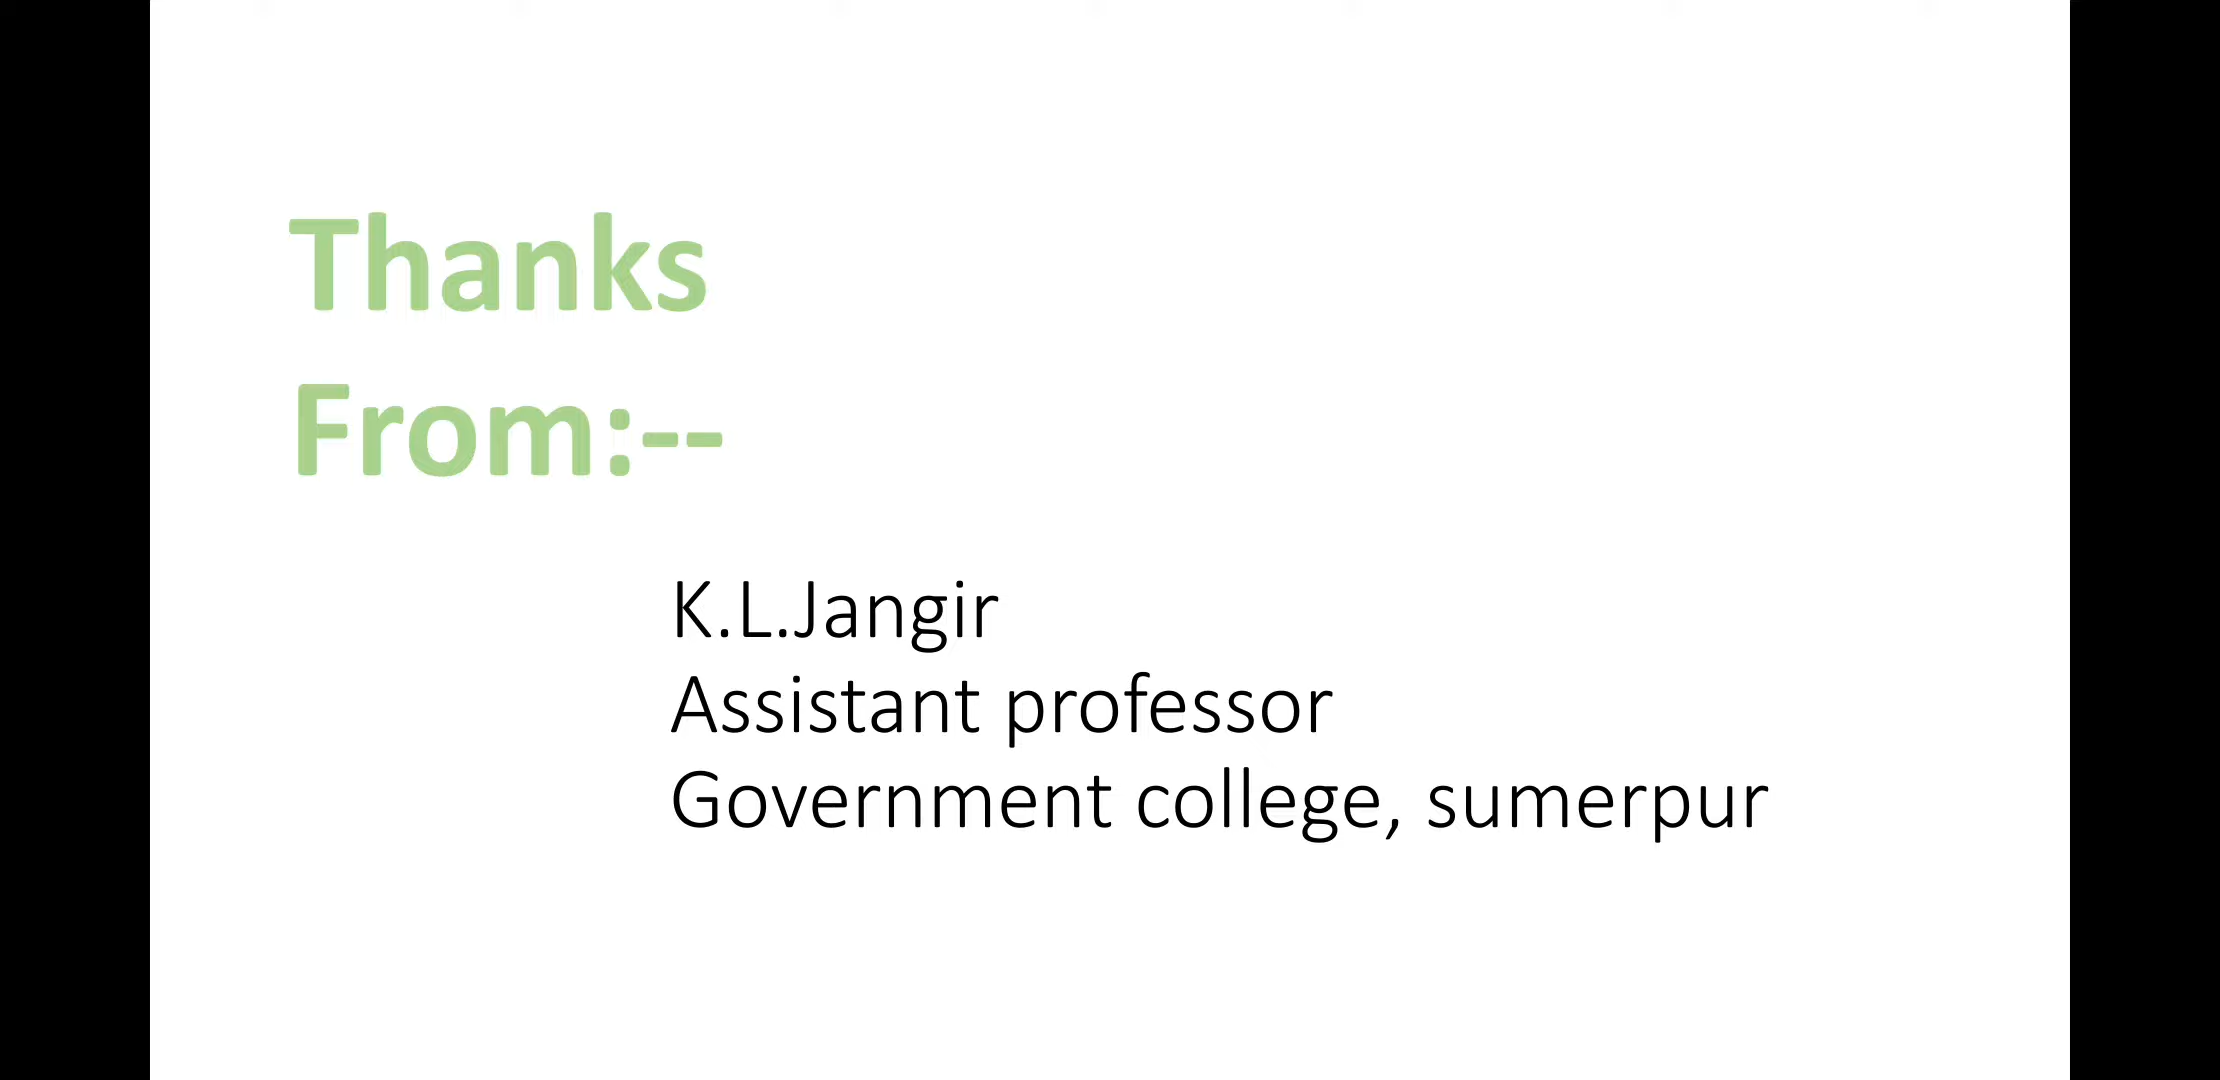 Thanks
From:--
K.L.Jangir
Assistant professor
Government college, sumerpur